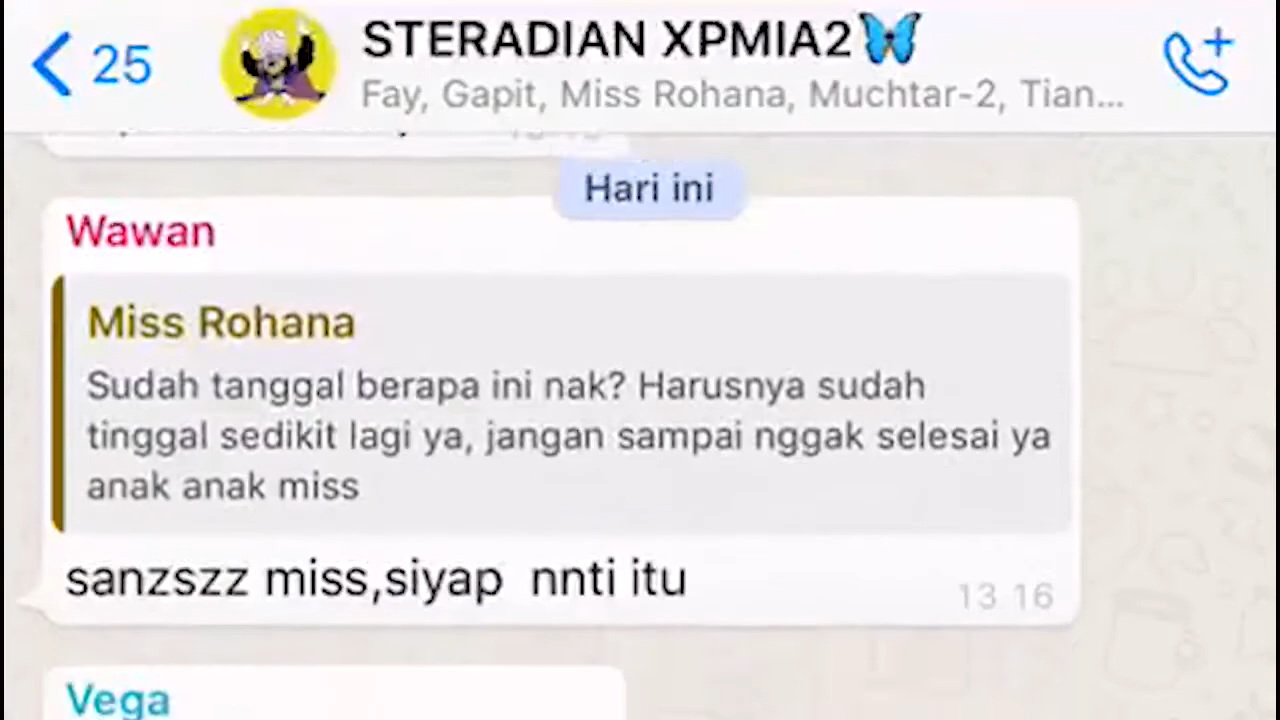 25
STERADIAN XPMIA2🦋
Fay, Gapit, Miss Rohana, Muchtar-2, Tian...
Hari ini
Wawan
Miss Rohana
Sudah tanggal berapa ini nak? Harusnya sudah
tinggal sedikit lagi ya, jangan sampai nggak selesai ya
anak anak miss
sanzszz miss,siyap nnti itu
13 16
Vega